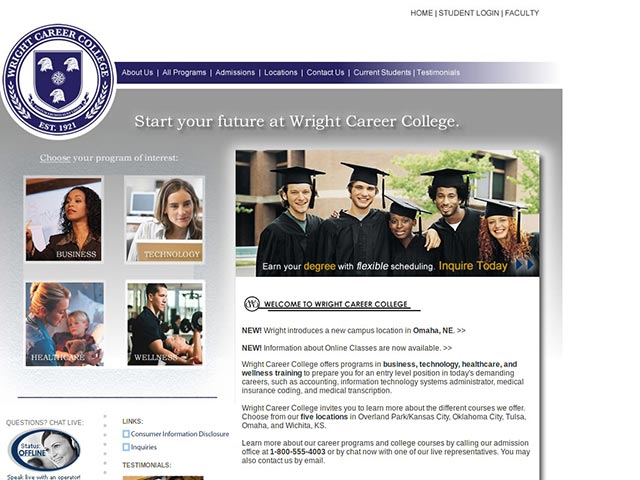 HOME | STUDENT LOGIN | FACULTY
WRIGHT CAREER COLLEGE
EST. 1921
About Us | All Programs | Admissions | Locations | Contact Us | Current Students | Testimonials
Start your future at Wright Career College.
Choose your program of interest:
BUSINESS
TECHNOLOGY
HEALTHCARE
WELLNESS
Earn your degree with flexible scheduling. Inquire Today
W WELCOME TO WRIGHT CAREER COLLEGE
NEW! Wright introduces a new campus location in Omaha, NE. >>
NEW! Information about Online Classes are now available. >>
Wright Career College offers programs in business, technology, healthcare, and
wellness training to prepare you for an entry level position in today's demanding
careers, such as accounting, information technology systems administrator, medical
insurance coding, and medical transcription.
Wright Career College invites you to learn more about the different courses we offer.
Choose from our five locations in Overland Park/Kansas City, Oklahoma City, Tulsa,
Omaha, and Wichita, KS.
Learn more about our career programs and college courses by calling our admission
office at 1-800-555-4003 or by chat now with one of our live representatives. You may
also contact us by email.
QUESTIONS? CHAT LIVE:
Status:
OFFLINE
Speak live with an operator!
LINKS:
Consumer Information Disclosure
Inquiries
TESTIMONIALS: